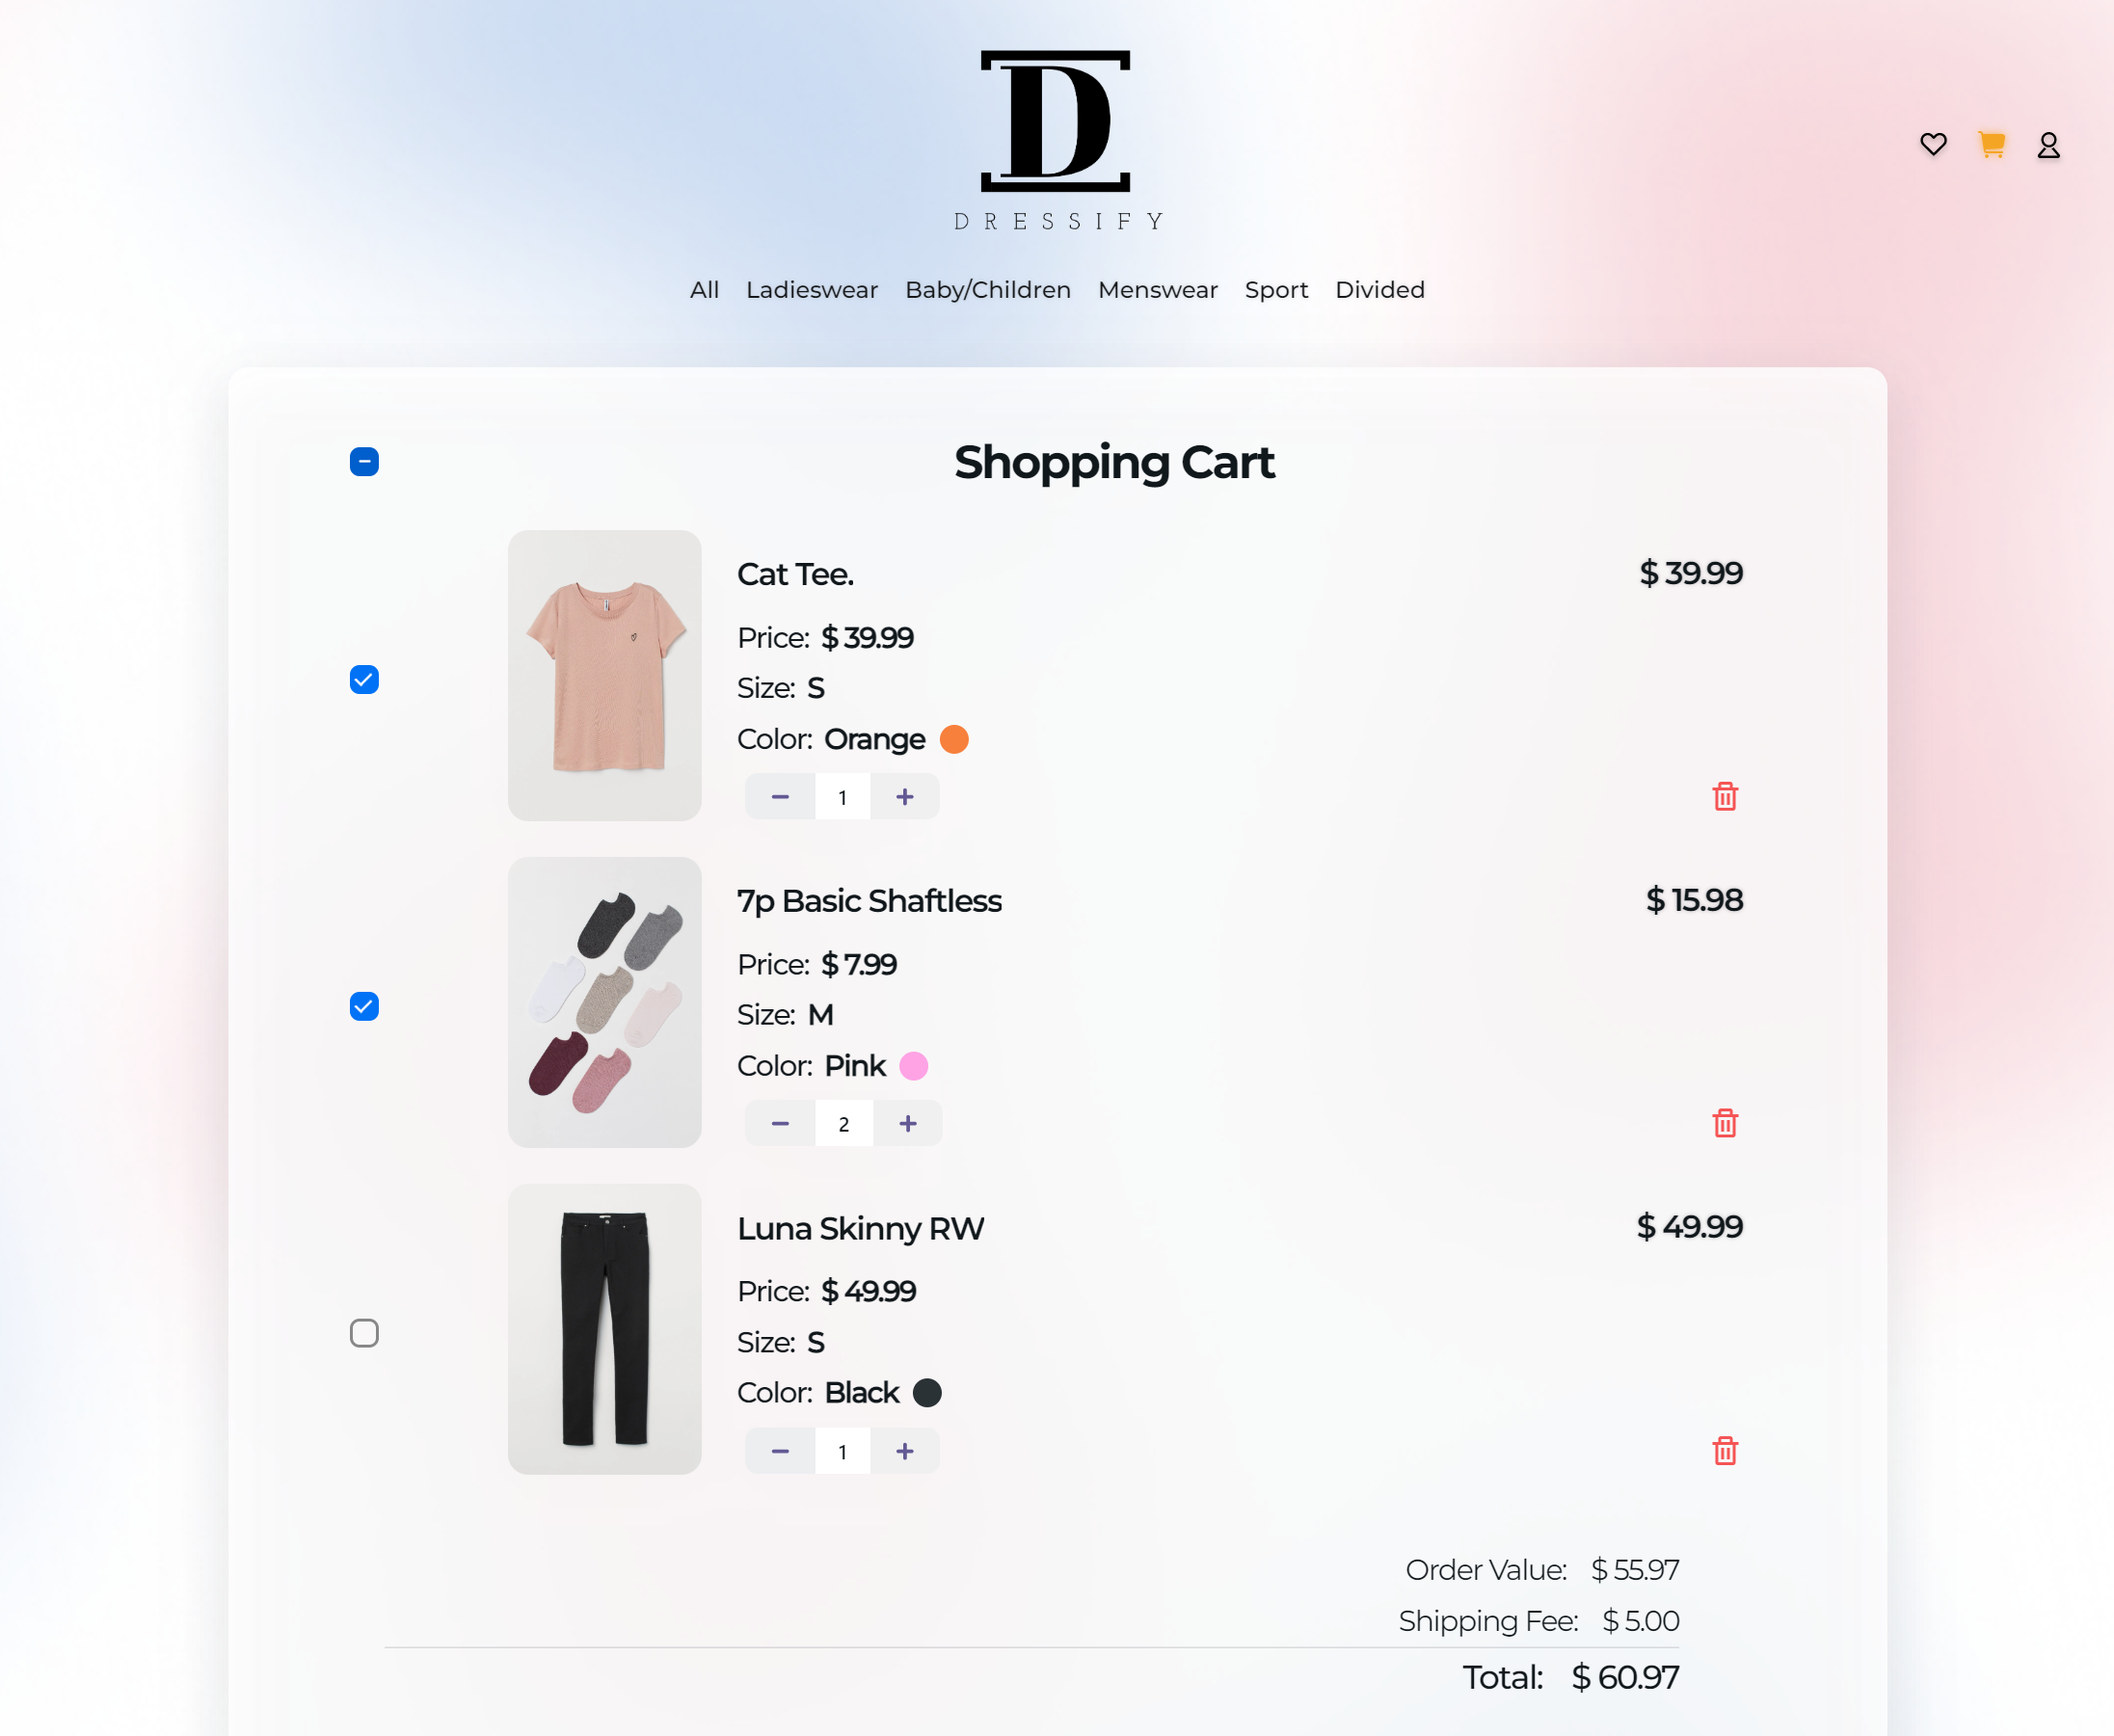 D
DRESSIFY
All Ladieswear Baby/Children Menswear Sport Divided
Shopping Cart
Cat Tee. $ 39.99
Price: $ 39.99
Size: S
Color: Orange
1
7p Basic Shaftless $ 15.98
Price: $ 7.99
Size: M
Color: Pink
2
Luna Skinny RW $ 49.99
Price: $ 49.99
Size: S
Color: Black
1
Order Value: $ 55.97
Shipping Fee: $ 5.00
Total: $ 60.97